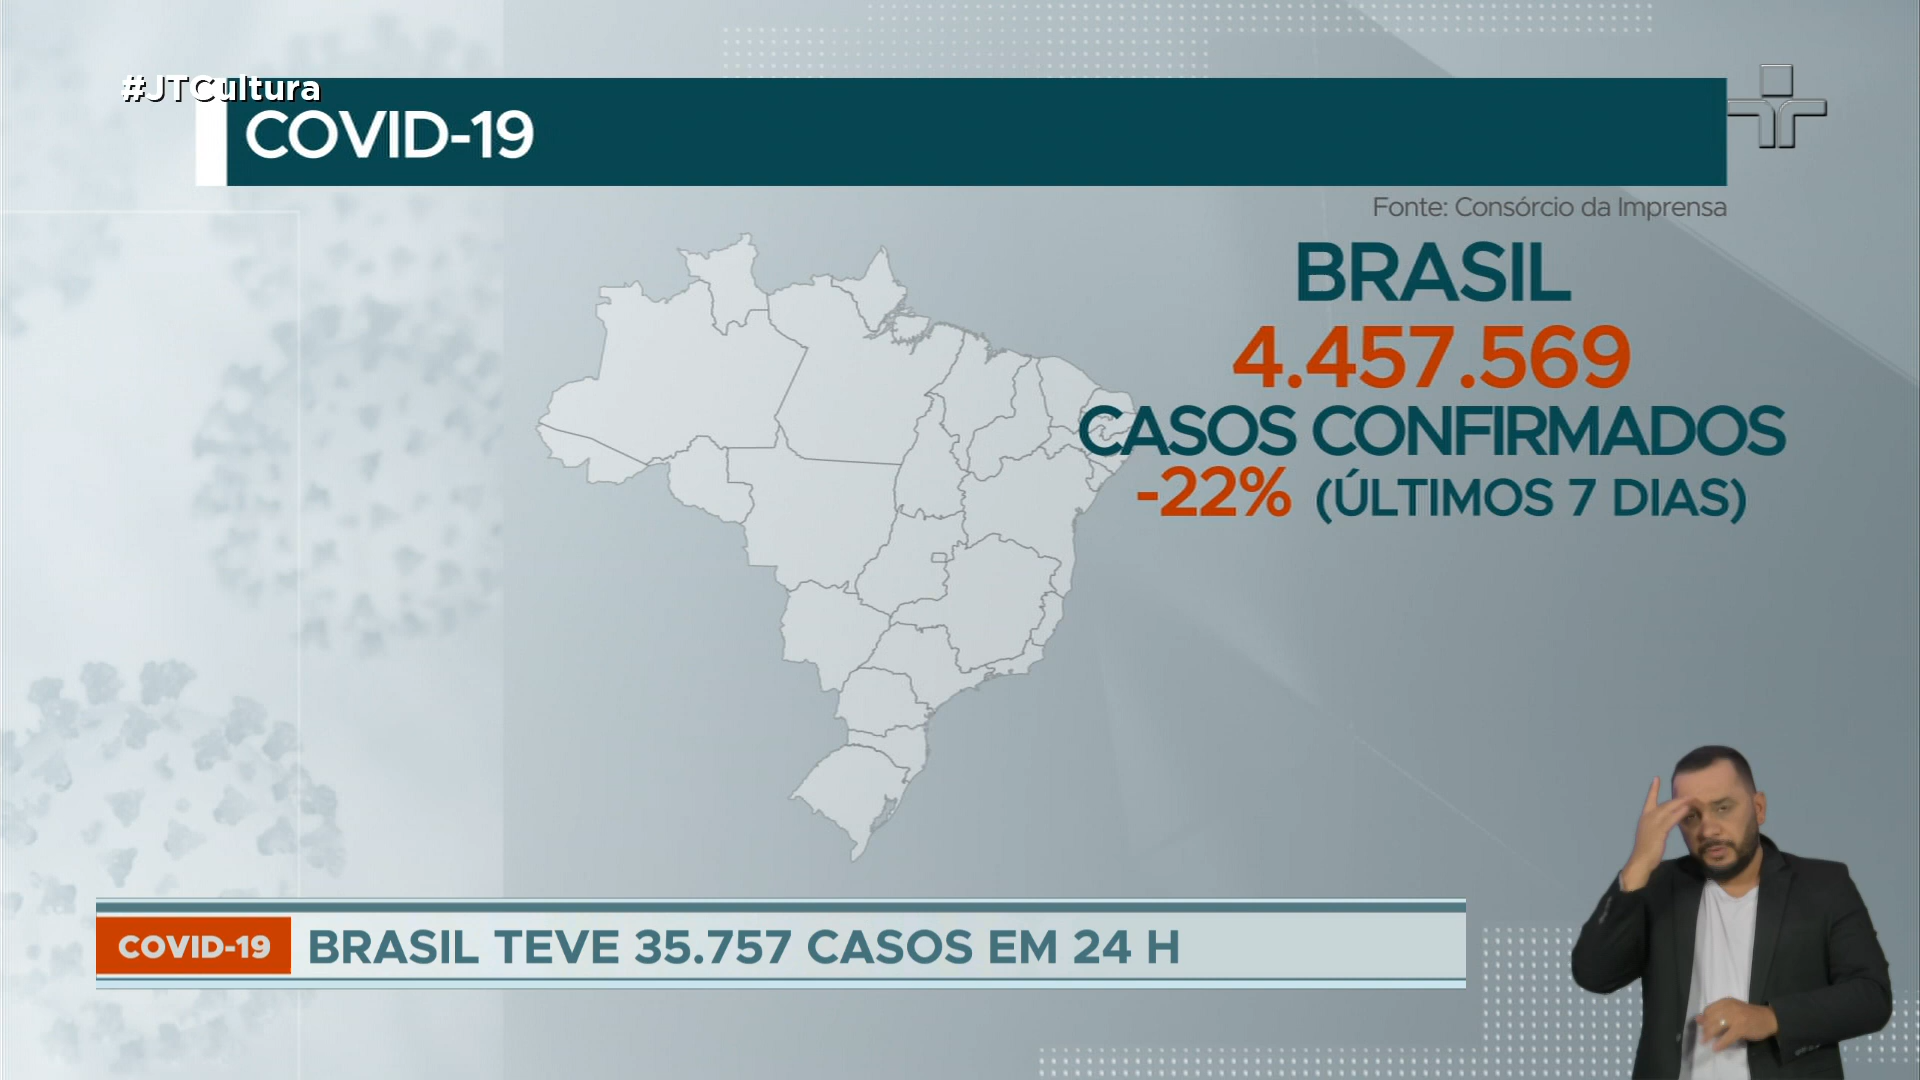 #JTCultura
COVID-19
Fonte: Consórcio da Imprensa
BRASIL
4.457.569
CASOS CONFIRMADOS
-22% (ÚLTIMOS 7 DIAS)
COVID-19 BRASIL TEVE 35.757 CASOS EM 24 H